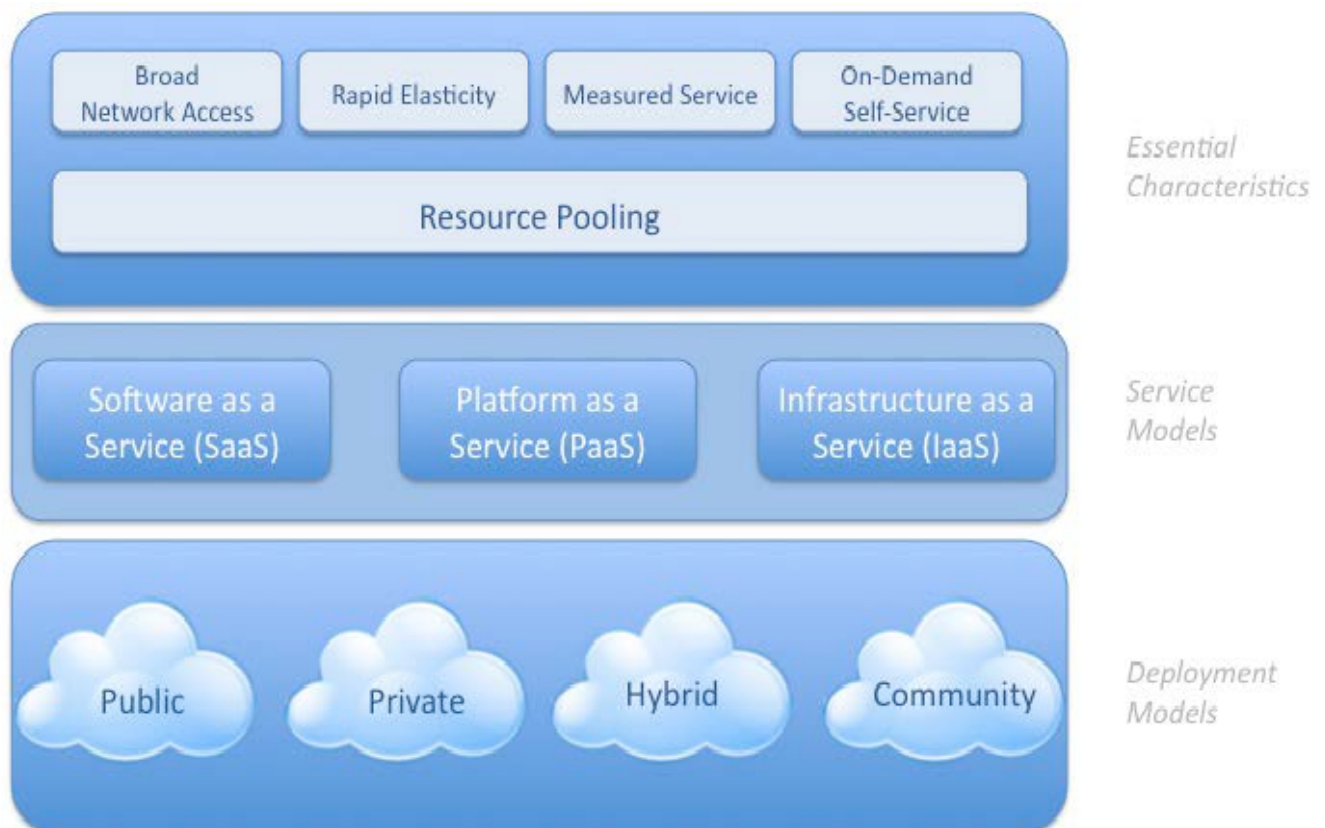 Broad
Network Access
Rapid Elasticity
Measured Service
On-Demand
Self-Service
Resource Pooling
Essential
Characteristics
Software as a
Service (SaaS)
Platform as a
Service (PaaS)
Infrastructure as a
Service (IaaS)
Service
Models
Public
Private
Hybrid
Community
Deployment
Models